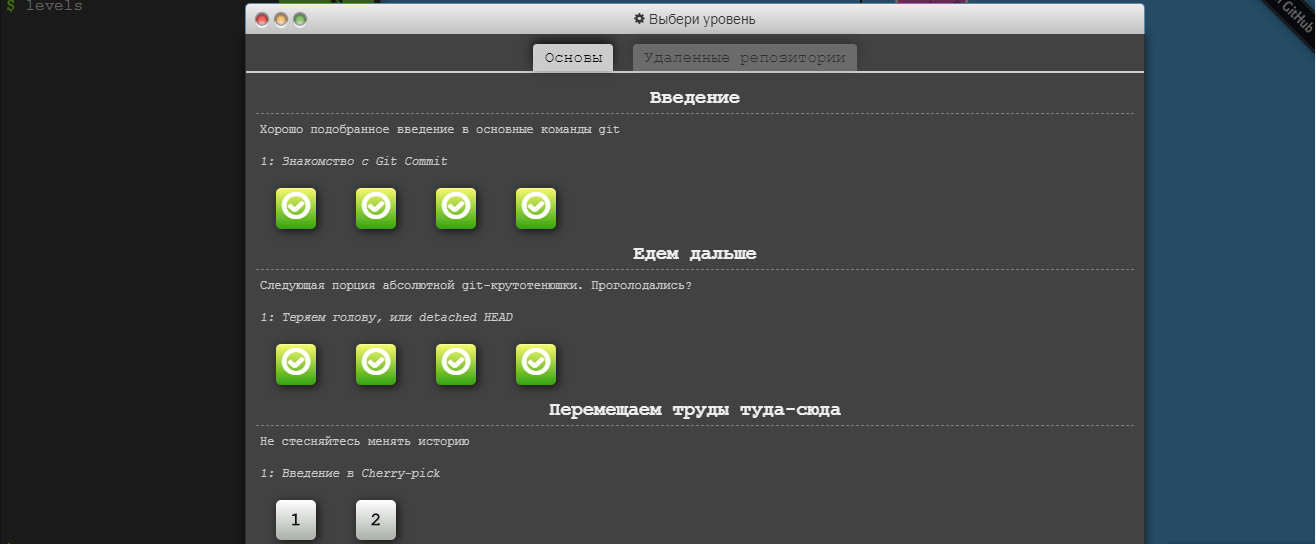 $ levels
Выбери уровень
GitHub
Основы
Удаленные репозитории
Введение
Хорошо подобранное введение в основные команды git
1: Знакомство с Git Commit
Едем дальше
Следующая порция абсолютной git-крутотенюшки. Проголодались?
1: Теряем голову, или detached HEAD
Перемещаем труды туда-сюда
Не стесняйтесь менять историю
1: Введение в Cherry-pick
1 2